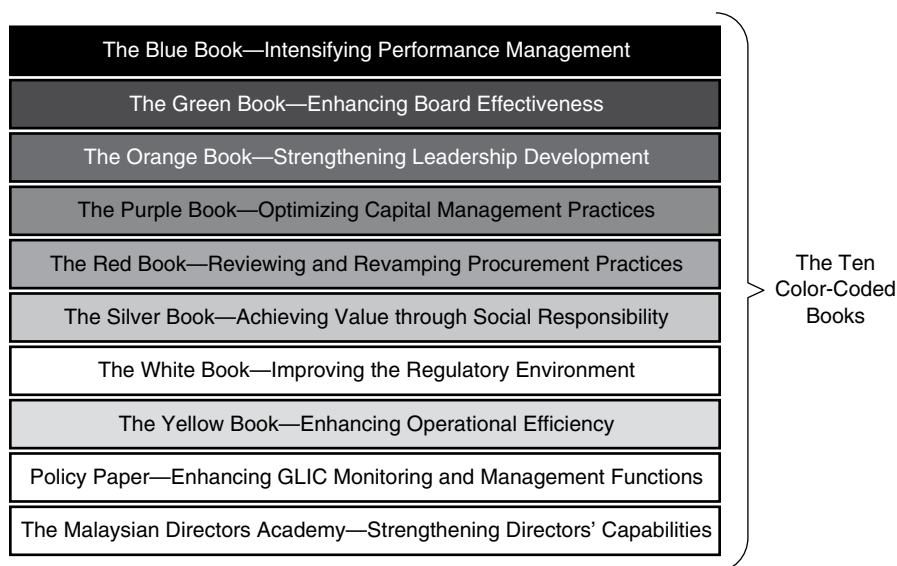 The Blue Book—Intensifying Performance Management
The Green Book—Enhancing Board Effectiveness
The Orange Book—Strengthening Leadership Development
The Purple Book—Optimizing Capital Management Practices
The Red Book—Reviewing and Revamping Procurement Practices
The Silver Book—Achieving Value through Social Responsibility
The White Book—Improving the Regulatory Environment
The Yellow Book—Enhancing Operational Efficiency
Policy Paper—Enhancing GLIC Monitoring and Management Functions
The Malaysian Directors Academy—Strengthening Directors’ Capabilities
The Ten
Color-Coded
Books